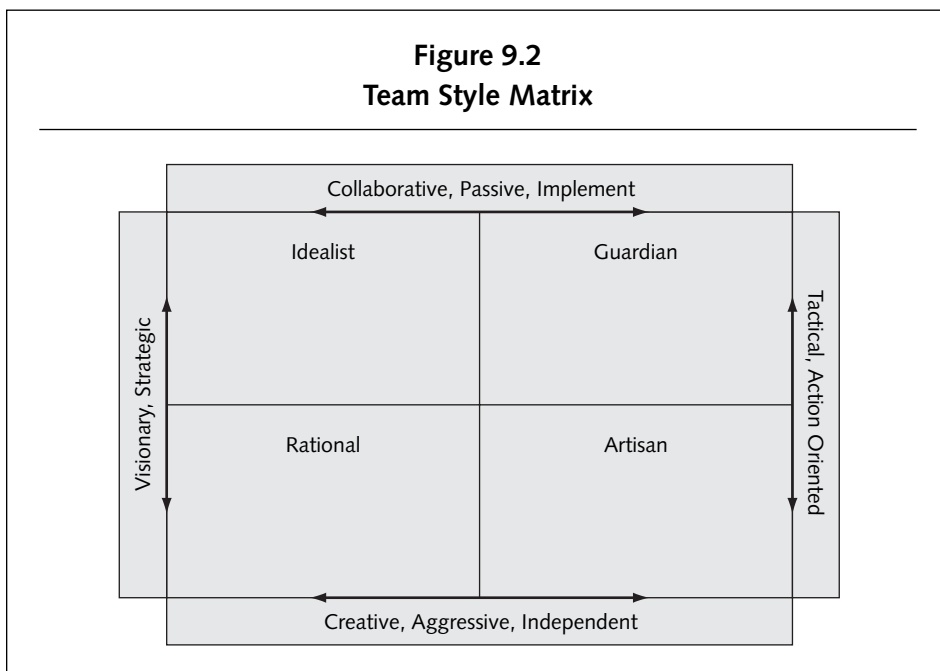 Figure 9.2
Team Style Matrix
Collaborative, Passive, Implement
Idealist
Guardian
Visionary, Strategic
Tactical, Action Oriented
Rational
Artisan
Creative, Aggressive, Independent